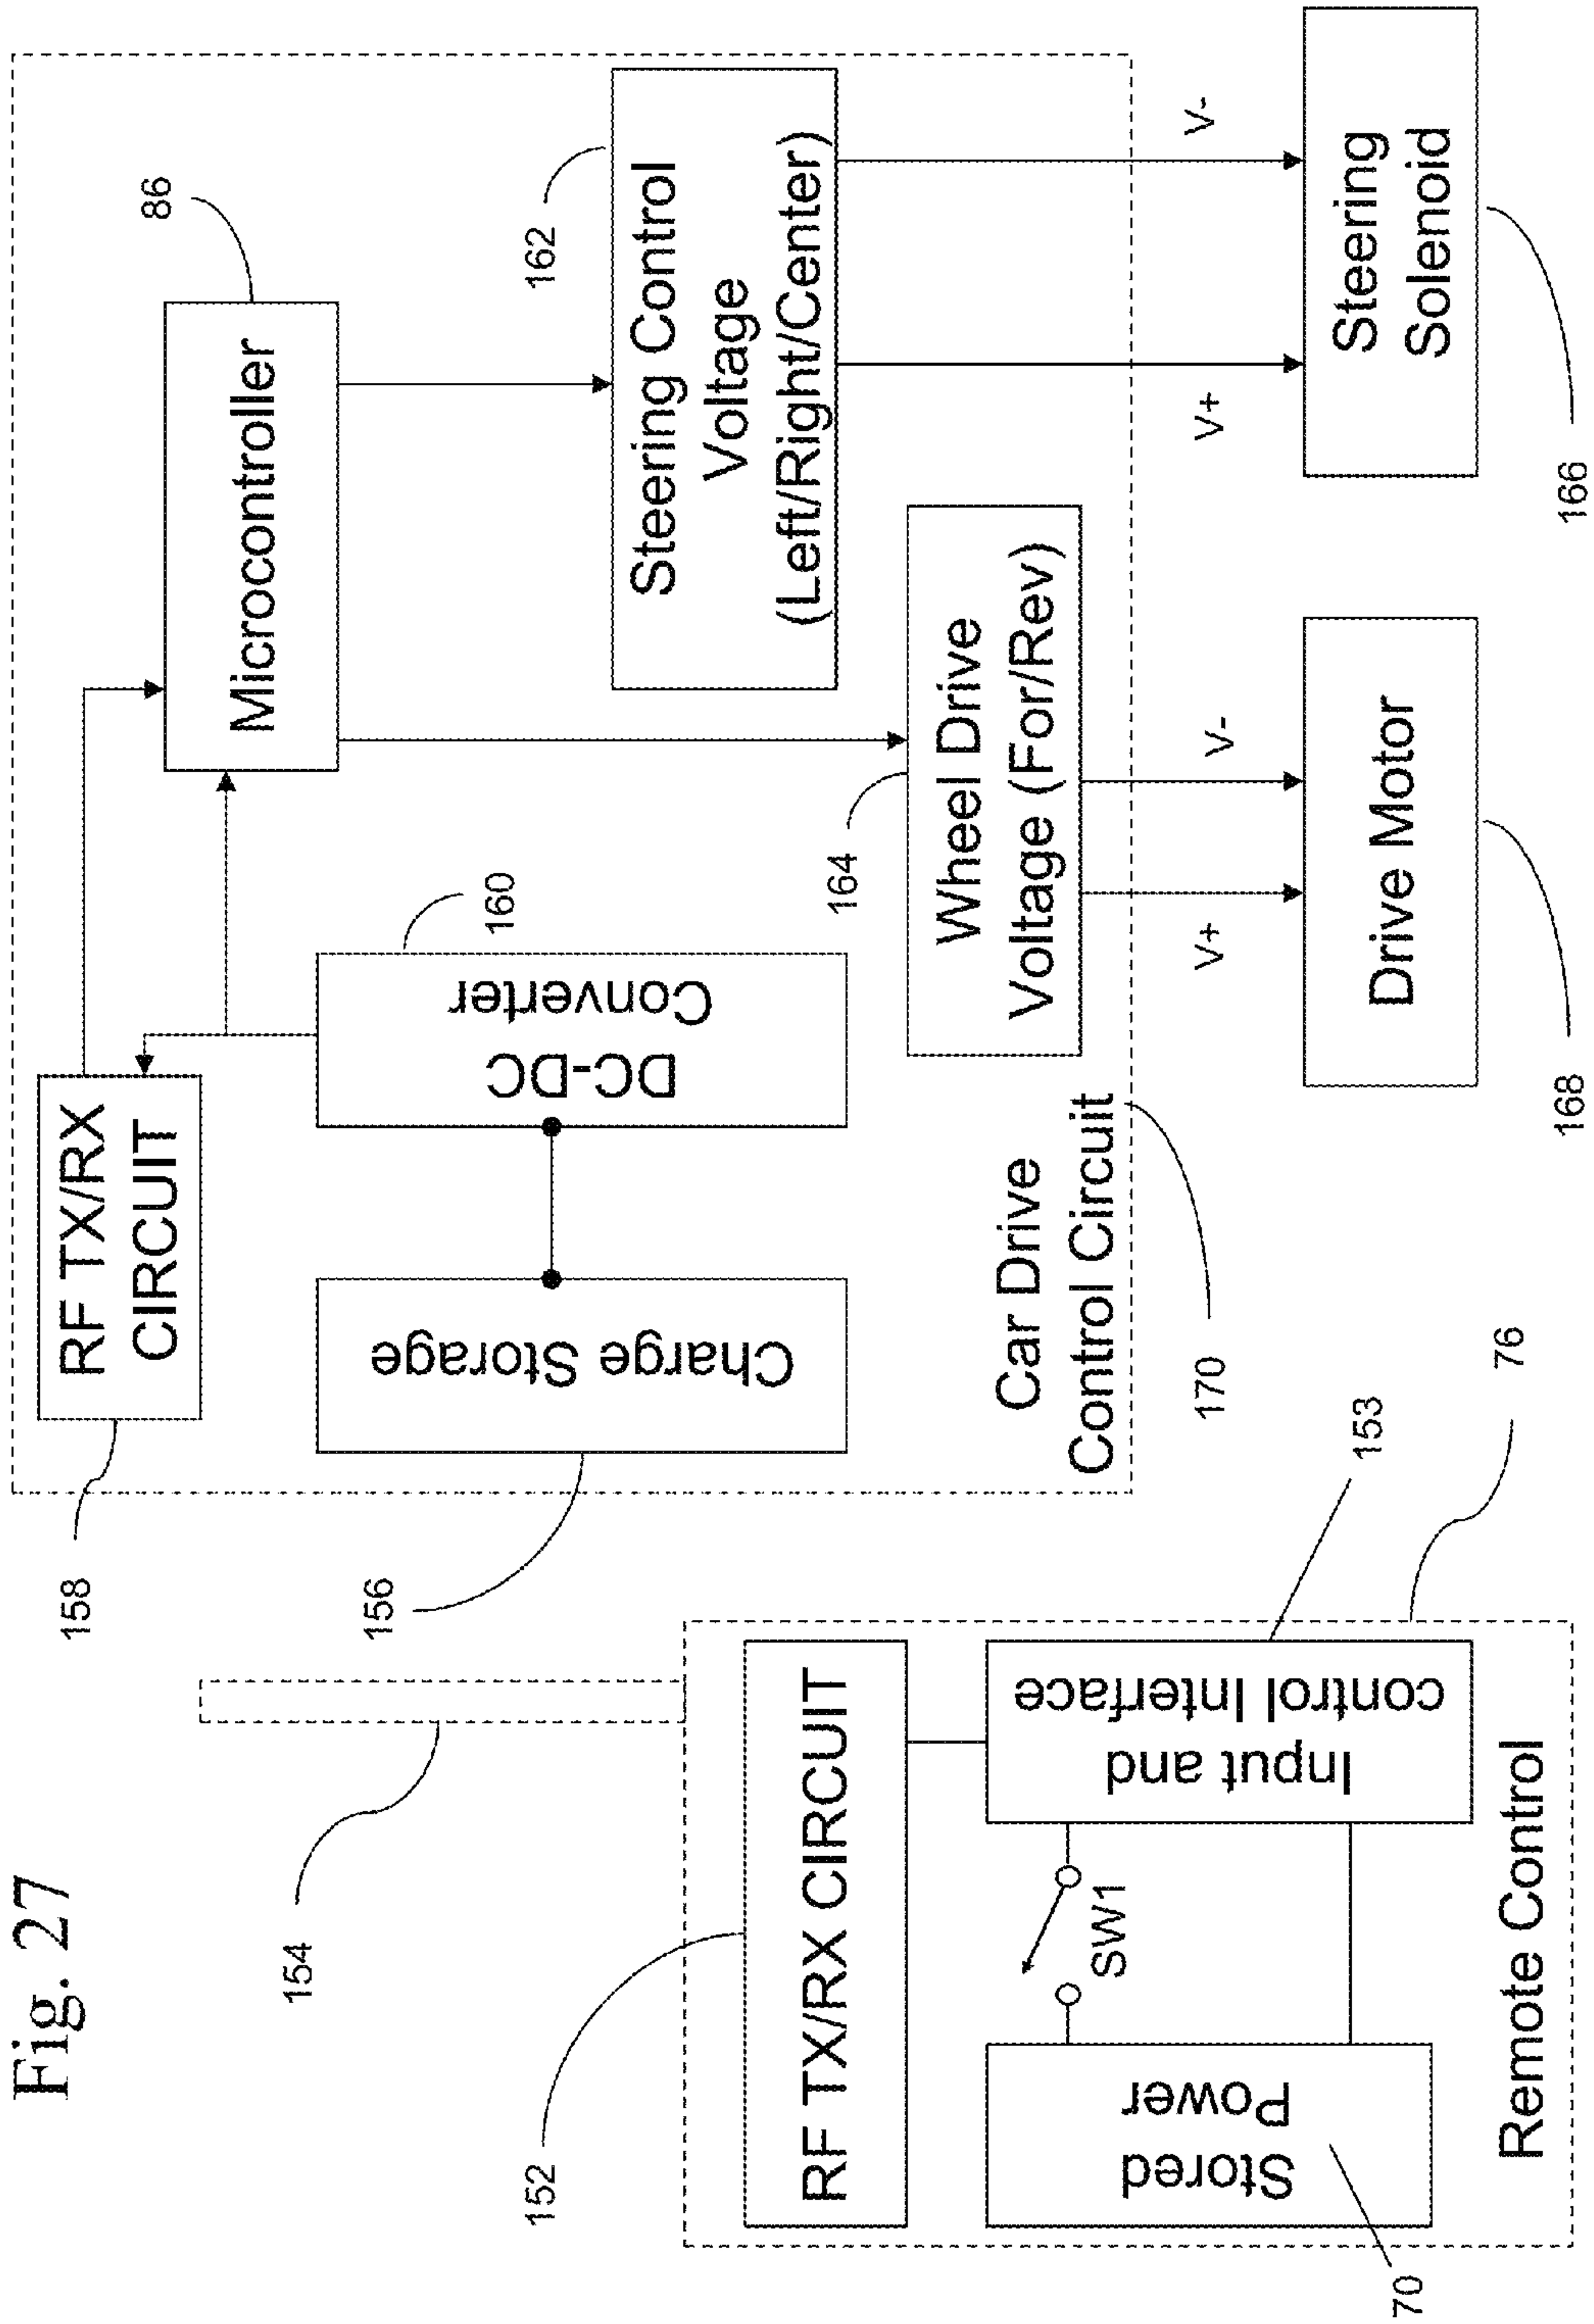 Fig. 27
154
152
RF TX/RX CIRCUIT
Stored
Power
SW1
Input and
control Interface
70
Remote Control
153
76
158
RF TX/RX
CIRCUIT
156
Charge Storage
DC-DC
Converter
160
86
Microcontroller
162
Steering Control
Voltage
(Left/Right/Center)
164
Wheel Drive
Voltage (For/Rev)
Car Drive
Control Circuit
170
V+
V-
V+
V-
Drive Motor
168
Steering
Solenoid
166